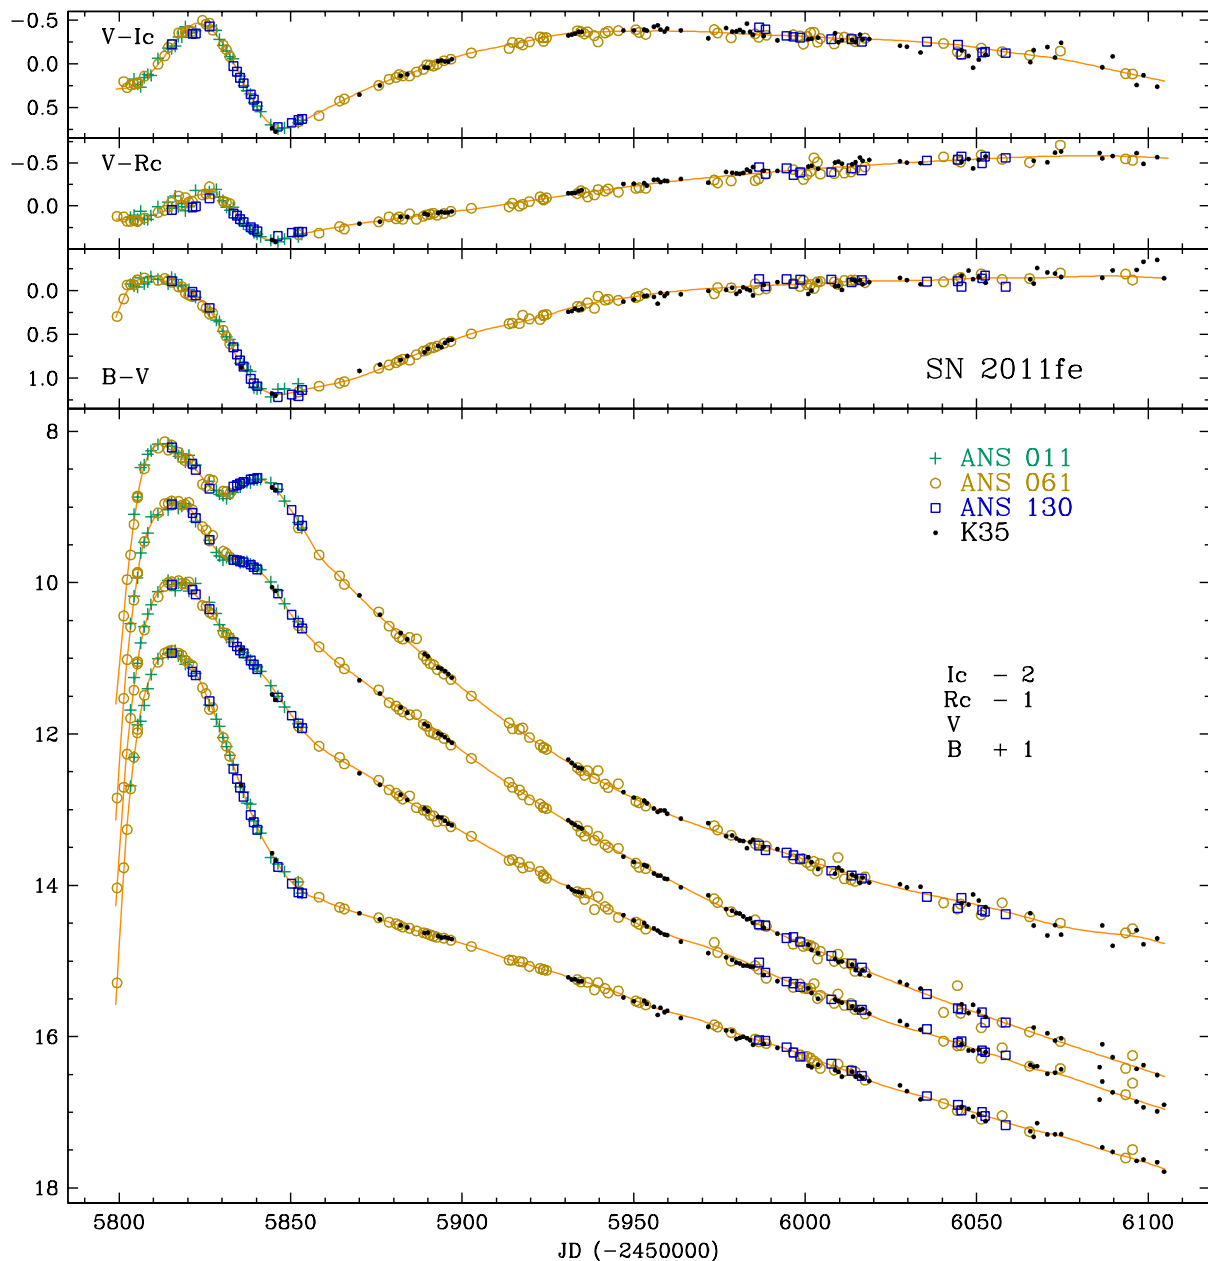 −0.5
V−Ic
0.0
0.5
−0.5
V−Rc
0.0
0.0
0.5
1.0
B−V
SN 2011fe
8
+ ANS 011
○ ANS 061
□ ANS 130
• K35
10
Ic − 2
Rc − 1
V
B + 1
12
14
16
18
5800 5850 5900 5950 6000 6050 6100
JD (−2450000)